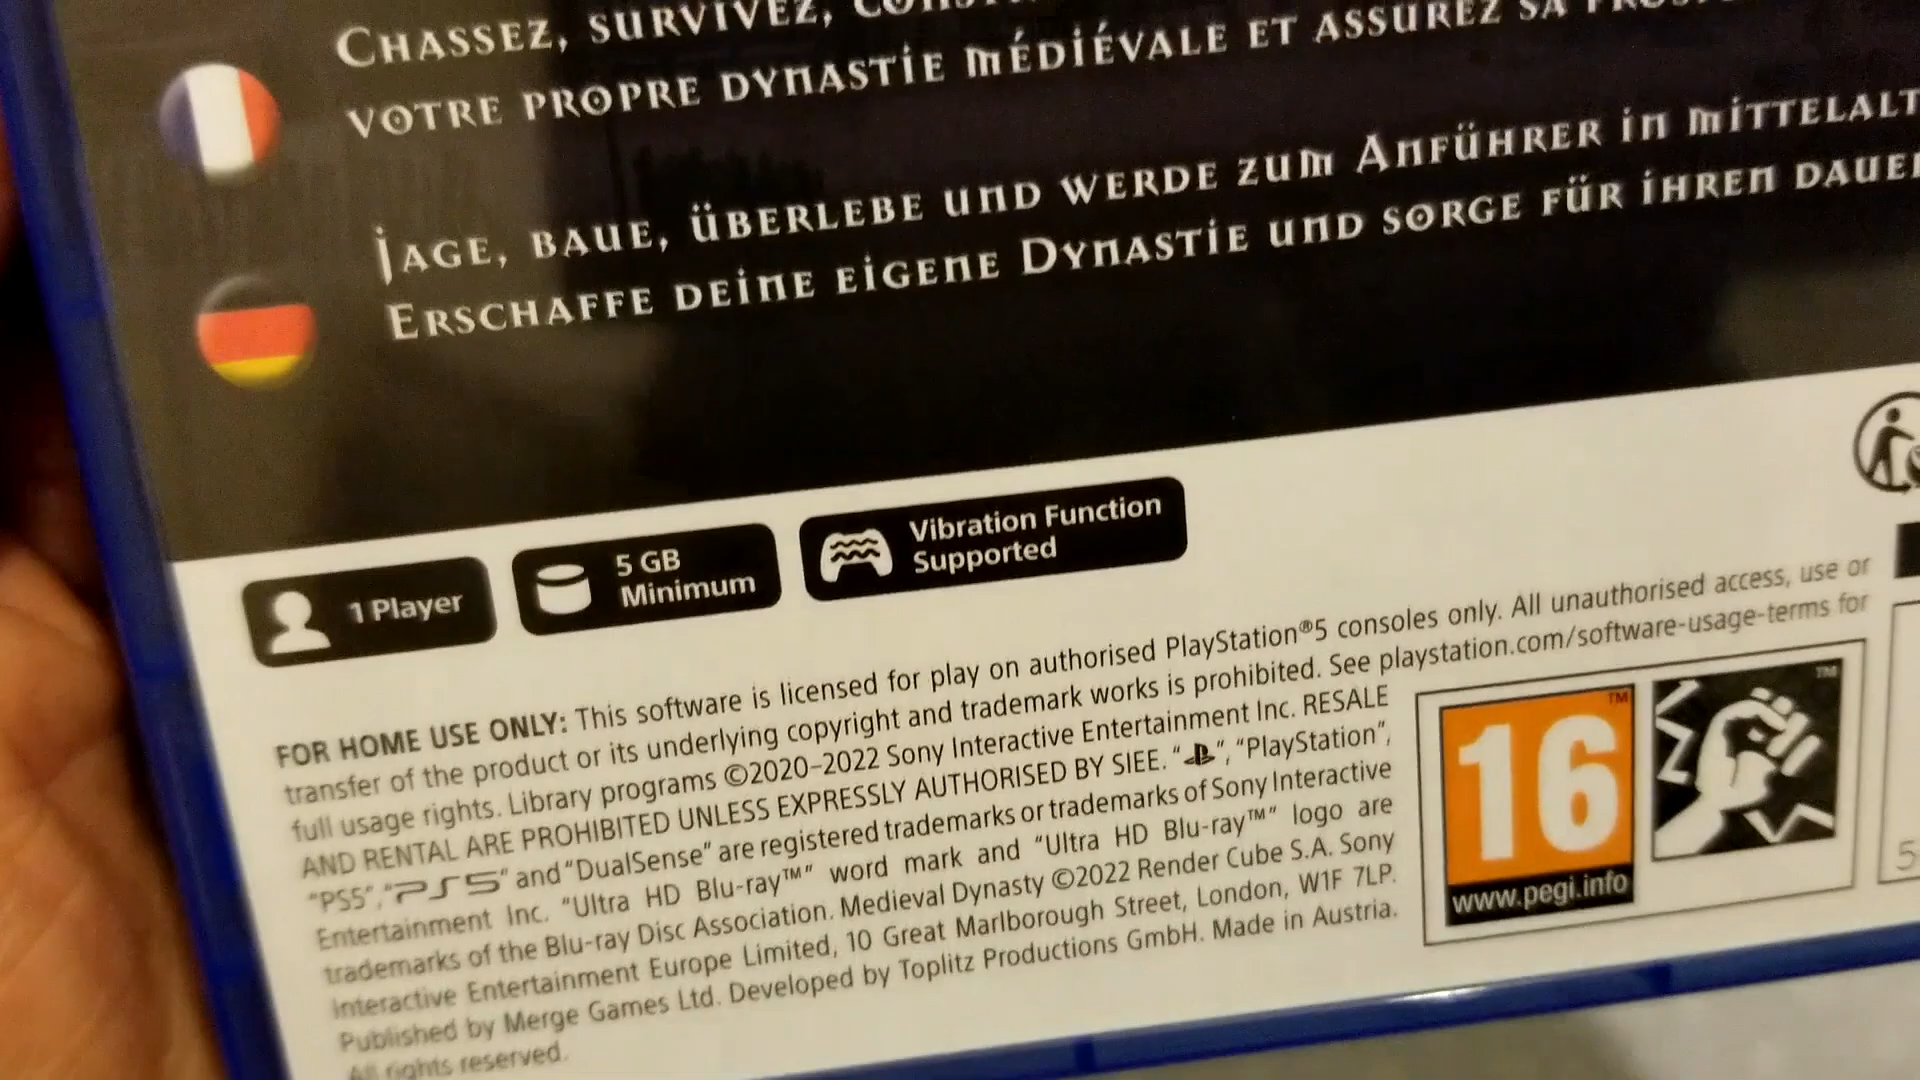 CHASSEZ, SURVIVEZ,
VOTRE PROPRE DYNASTIE MÉDIÉVALE ET ASSUREZ SA
JAGE, BAUE, ÜBERLEBE UND WERDE ZUM ANFÜHRER IN
ERSCHAFFE DEINE EIGENE DYNASTIE UND SORGE FÜR IHREN
1 Player
5 GB
Minimum
Vibration Function
Supported
FOR HOME USE ONLY: This software is licensed for play on authorised PlayStation®5 consoles only. All unauthorised access, use or
transfer of the product or its underlying copyright and trademark works is prohibited. See playstation.com/software-usage-terms for
full usage rights. Library programs ©2020–2022 Sony Interactive Entertainment Inc. RESALE
AND RENTAL ARE PROHIBITED UNLESS EXPRESSLY AUTHORISED BY SIEE. “ ”, “PlayStation”,
“PS5”, “PS5” and “DualSense” are registered trademarks or trademarks of Sony Interactive
Entertainment Inc. “Ultra HD Blu-ray™” word mark and “Ultra HD Blu-ray™” logo are
trademarks of the Blu-ray Disc Association. Medieval Dynasty ©2022 Render Cube S.A. Sony
Interactive Entertainment Europe Limited, 10 Great Marlborough Street, London, W1F 7LP.
Published by Merge Games Ltd. Developed by Toplitz Productions GmbH. Made in Austria.
All rights reserved.
16
™
www.pegi.info
™
5